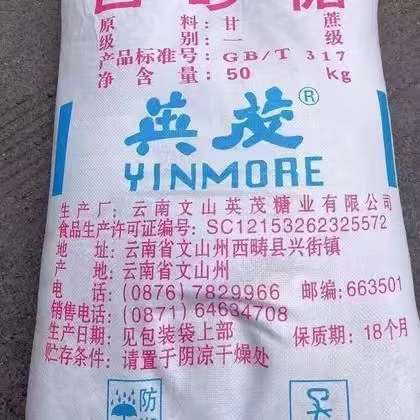 白砂糖
原料：甘蔗
级别：一级
产品标准号：GB/T 317
净含量：50 kg
英茂®
YINMORE
生产厂：云南文山英茂糖业有限公司
食品生产许可证编号：SC12153262325572
地址：云南省文山州西畴县兴街镇
产地：云南省文山州
电话：(0876) 7829966 邮编：663501
销售电话：(0871) 64634708
生产日期：见包装袋上部 保质期：18个月
贮存条件：请置于阴凉干燥处
防